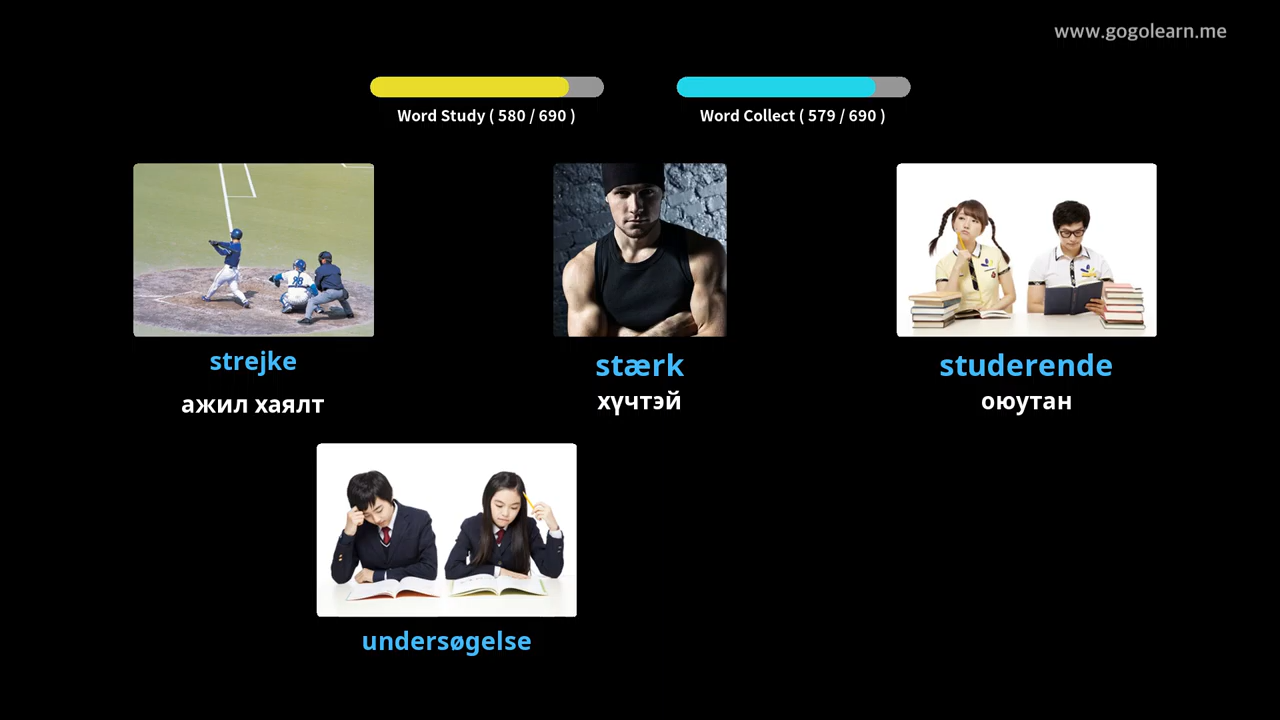 www.gogolearn.me
Word Study ( 580 / 690 )
Word Collect ( 579 / 690 )
strejke
ажил хаялт
stærk
хүчтэй
studerende
оюутан
undersøgelse